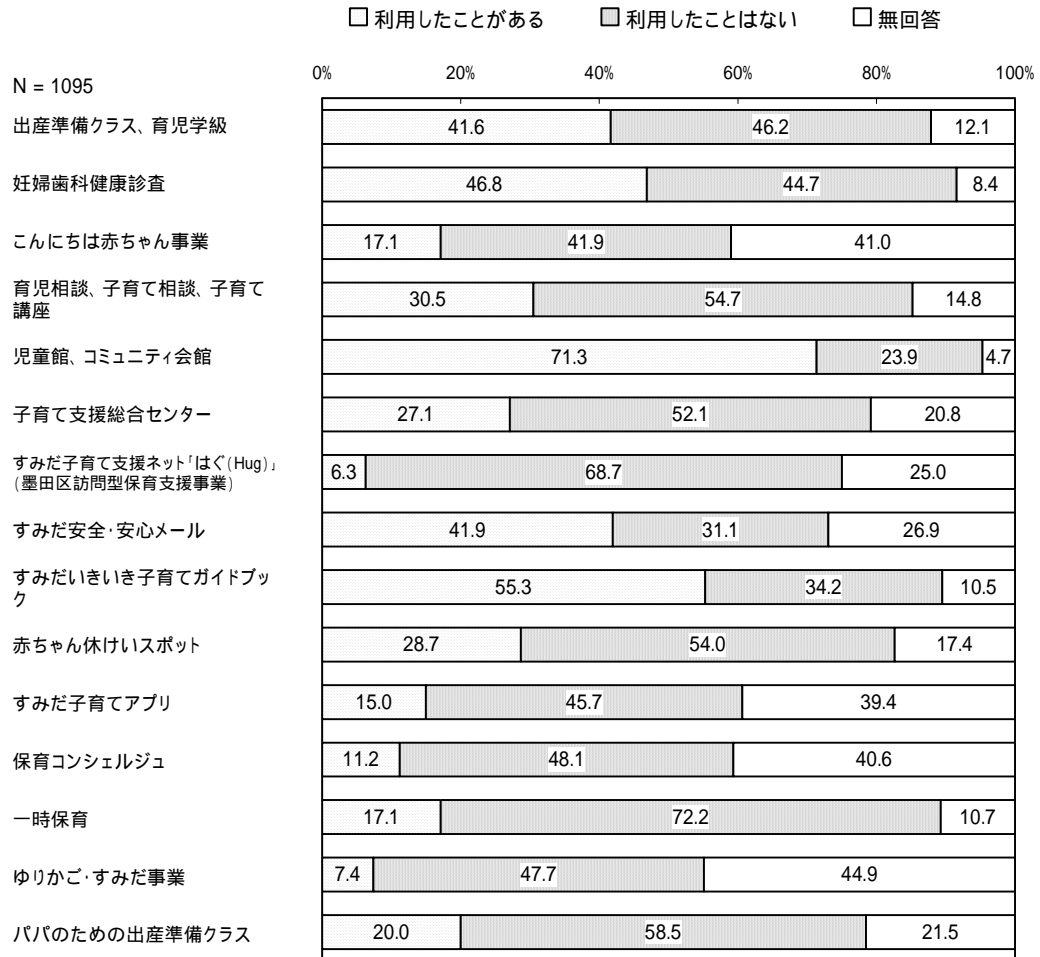 利用したことがある 利用したことはない 無回答
N = 1095
0% 20% 40% 60% 80% 100%
出産準備クラス、育児学級 41.6 46.2 12.1
妊婦歯科健康診査 46.8 44.7 8.4
こんにちは赤ちゃん事業 17.1 41.9 41.0
育児相談、子育て相談、子育て
講座 30.5 54.7 14.8
児童館、コミュニティ会館 71.3 23.9 4.7
子育て支援総合センター 27.1 52.1 20.8
すみだ子育て支援ネット「はぐ(Hug)」
(墨田区訪問型保育支援事業) 6.3 68.7 25.0
すみだ安全・安心メール 41.9 31.1 26.9
すみだいきいき子育てガイドブッ
ク 55.3 34.2 10.5
赤ちゃん休けいスポット 28.7 54.0 17.4
すみだ子育てアプリ 15.0 45.7 39.4
保育コンシェルジュ 11.2 48.1 40.6
一時保育 17.1 72.2 10.7
ゆりかご・すみだ事業 7.4 47.7 44.9
パパのための出産準備クラス 20.0 58.5 21.5